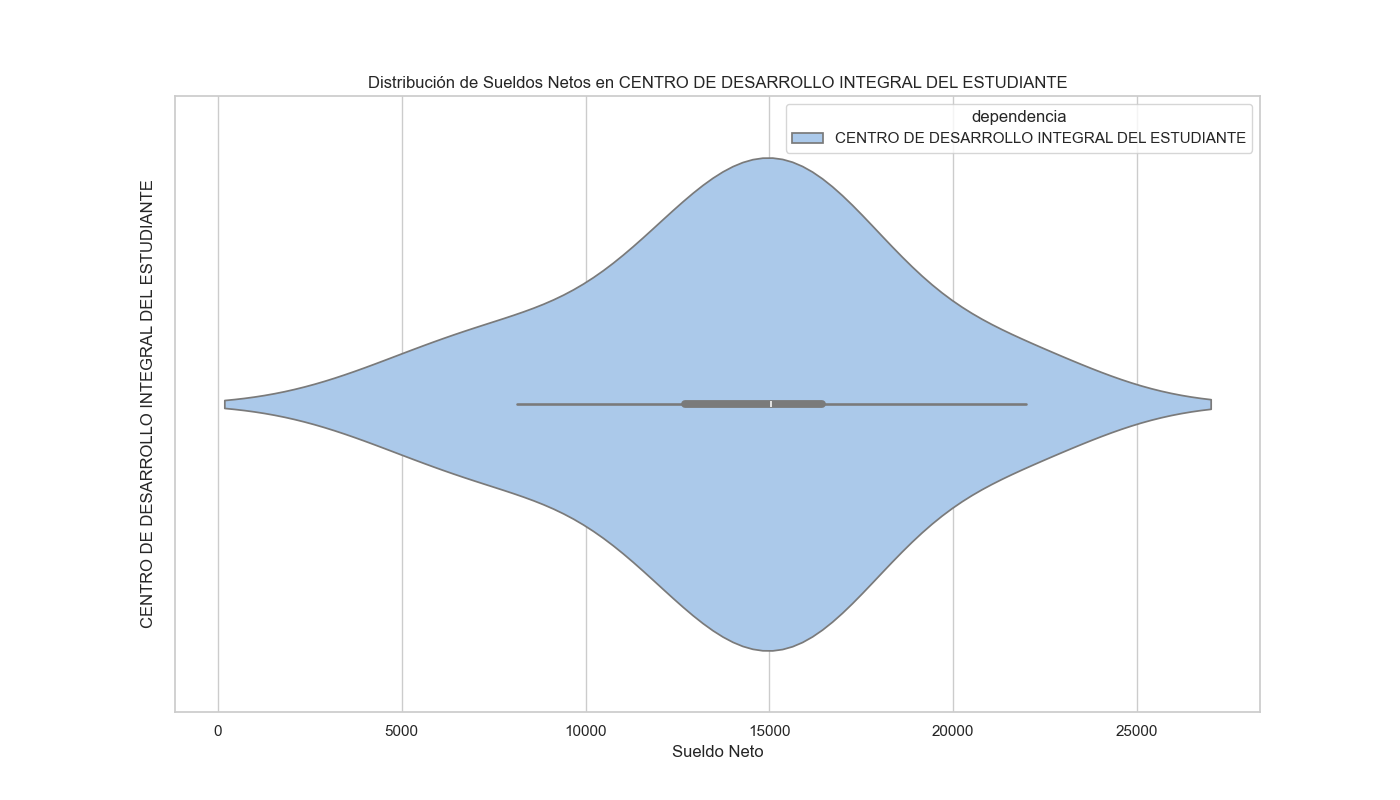 Distribución de Sueldos Netos en CENTRO DE DESARROLLO INTEGRAL DEL ESTUDIANTE
dependencia
CENTRO DE DESARROLLO INTEGRAL DEL ESTUDIANTE
CENTRO DE DESARROLLO INTEGRAL DEL ESTUDIANTE
0 5000 10000 15000 20000 25000
Sueldo Neto